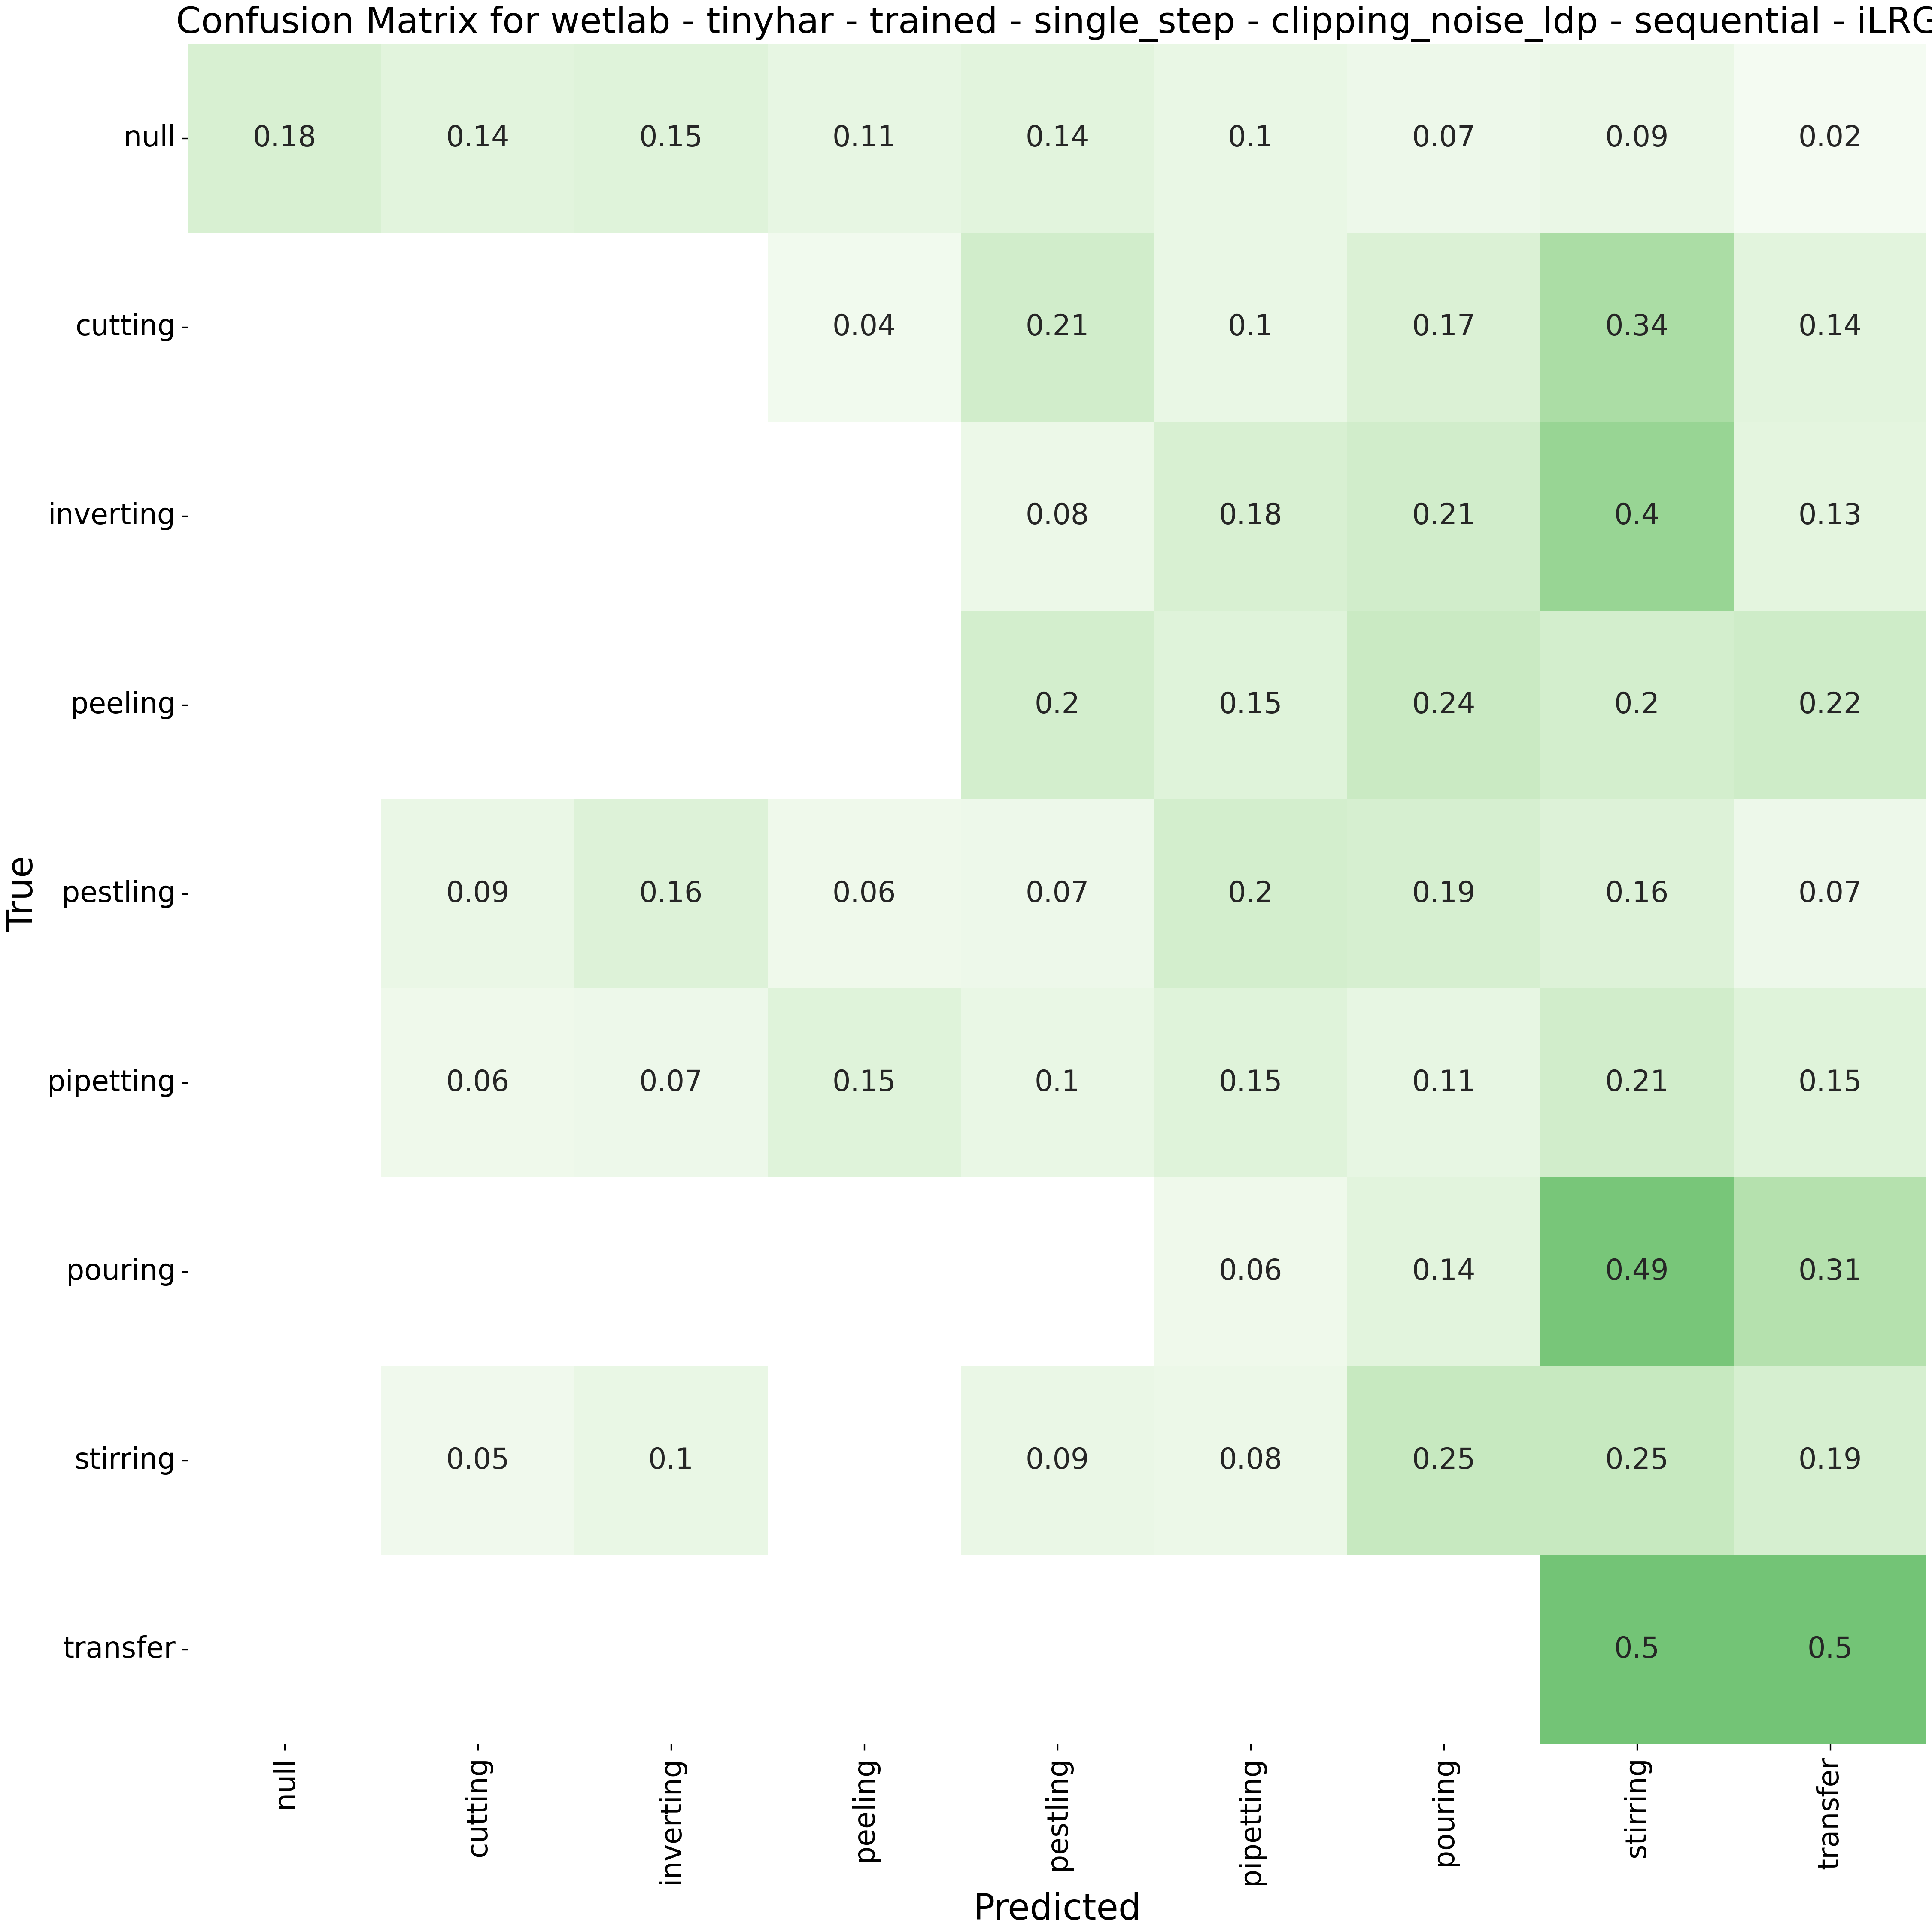 Confusion Matrix for wetlab - tinyhar - trained - single_step - clipping_noise_ldp - sequential - iLRG
null 0.18 0.14 0.15 0.11 0.14 0.1 0.07 0.09 0.02
cutting 0.04 0.21 0.1 0.17 0.34 0.14
inverting 0.08 0.18 0.21 0.4 0.13
peeling 0.2 0.15 0.24 0.2 0.22
pestling 0.09 0.16 0.06 0.07 0.2 0.19 0.16 0.07
pipetting 0.06 0.07 0.15 0.1 0.15 0.11 0.21 0.15
pouring 0.06 0.14 0.49 0.31
stirring 0.05 0.1 0.09 0.08 0.25 0.25 0.19
transfer 0.5 0.5
True
null cutting inverting peeling pestling pipetting pouring stirring transfer
Predicted